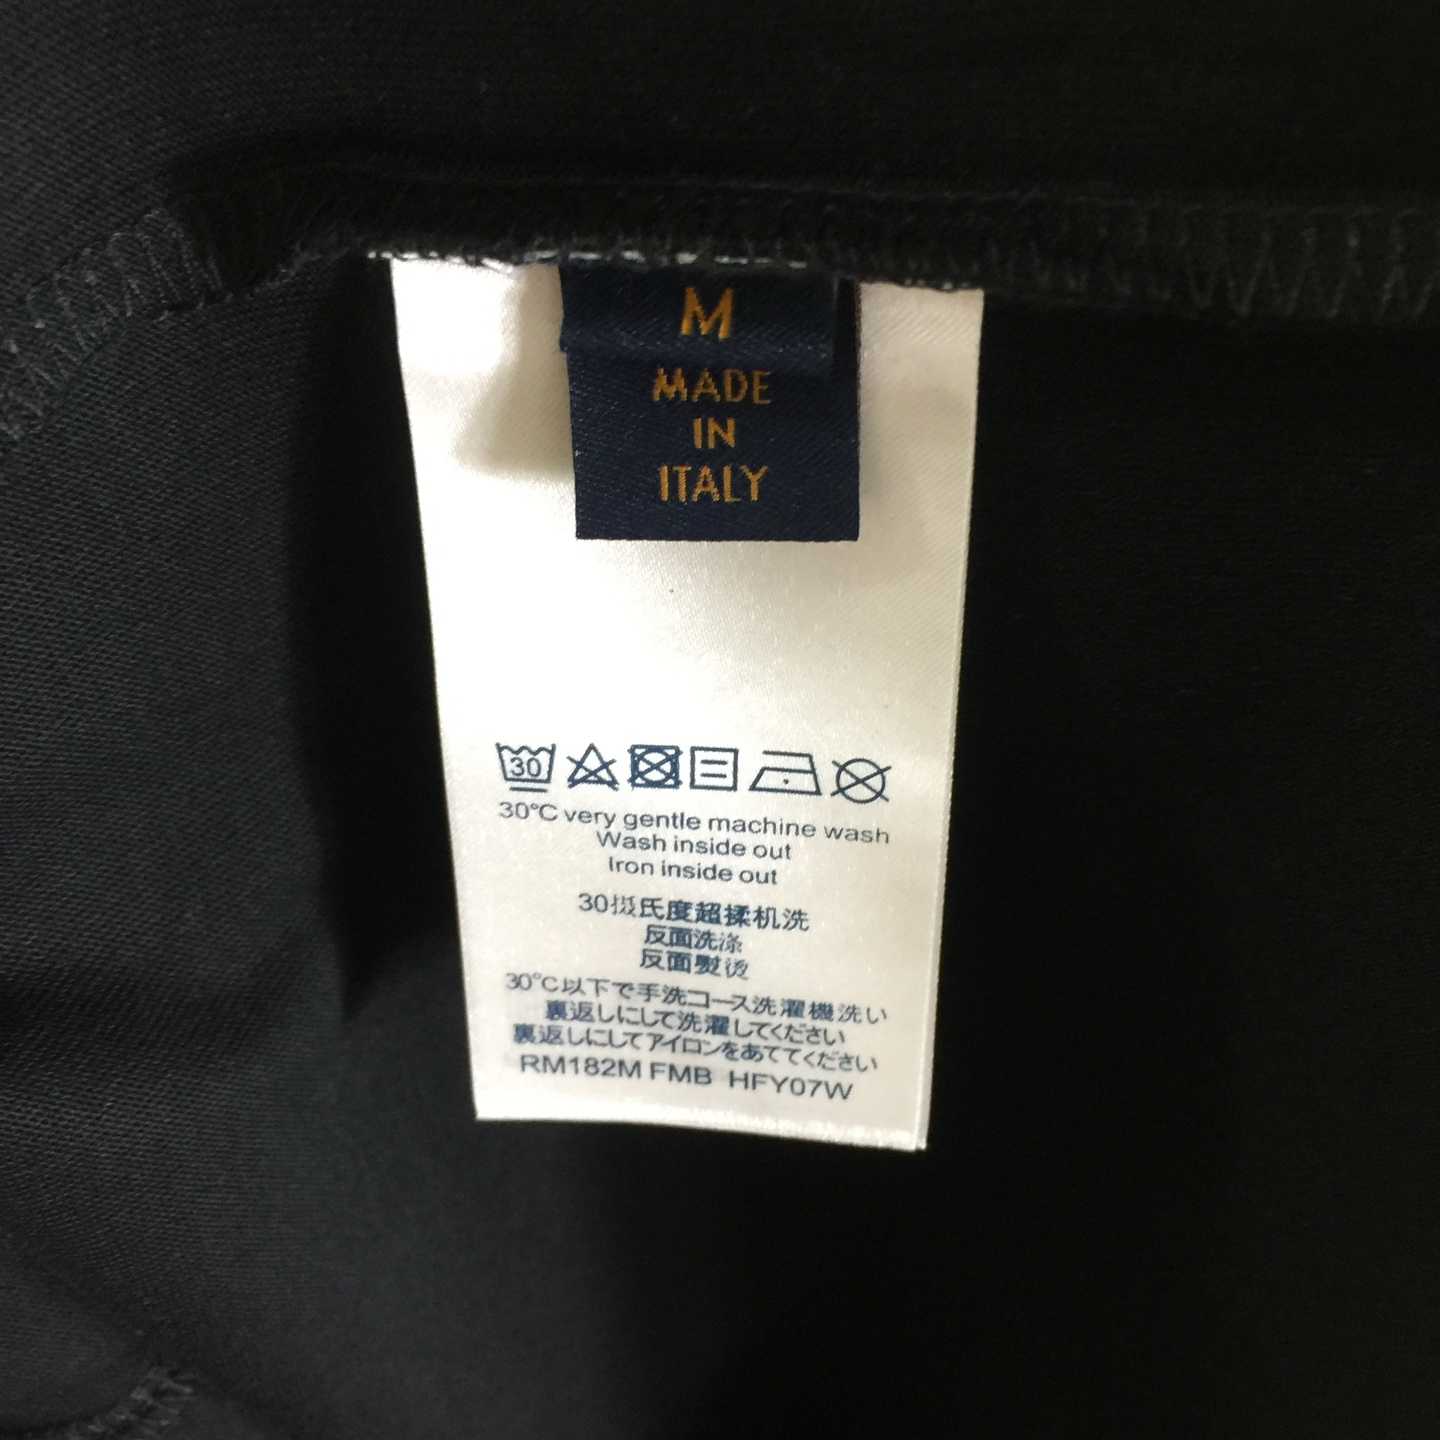 M
MADE
IN
ITALY
30
30°C very gentle machine wash
Wash inside out
Iron inside out
30摄氏度超揉机洗
反面洗涤
反面熨烫
30°C以下で手洗コース洗濯機洗い
裏返しにして洗濯してください
裏返しにしてアイロンをあててください
RM182M FMB HFY07W